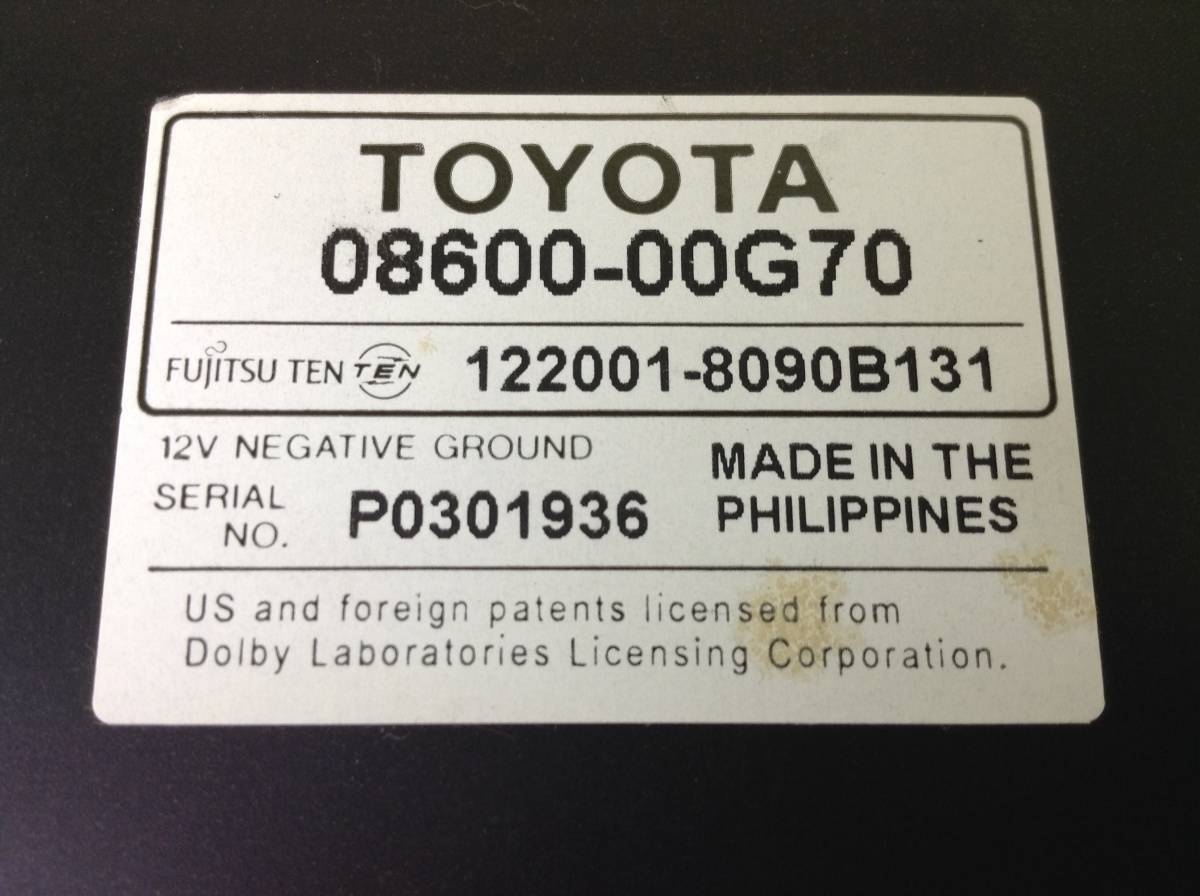 TOYOTA
08600-00G70
FUJITSU TEN TEN 122001-8090B131
12V NEGATIVE GROUND
SERIAL NO. P0301936
MADE IN THE
PHILIPPINES
US and foreign patents licensed from
Dolby Laboratories Licensing Corporation.